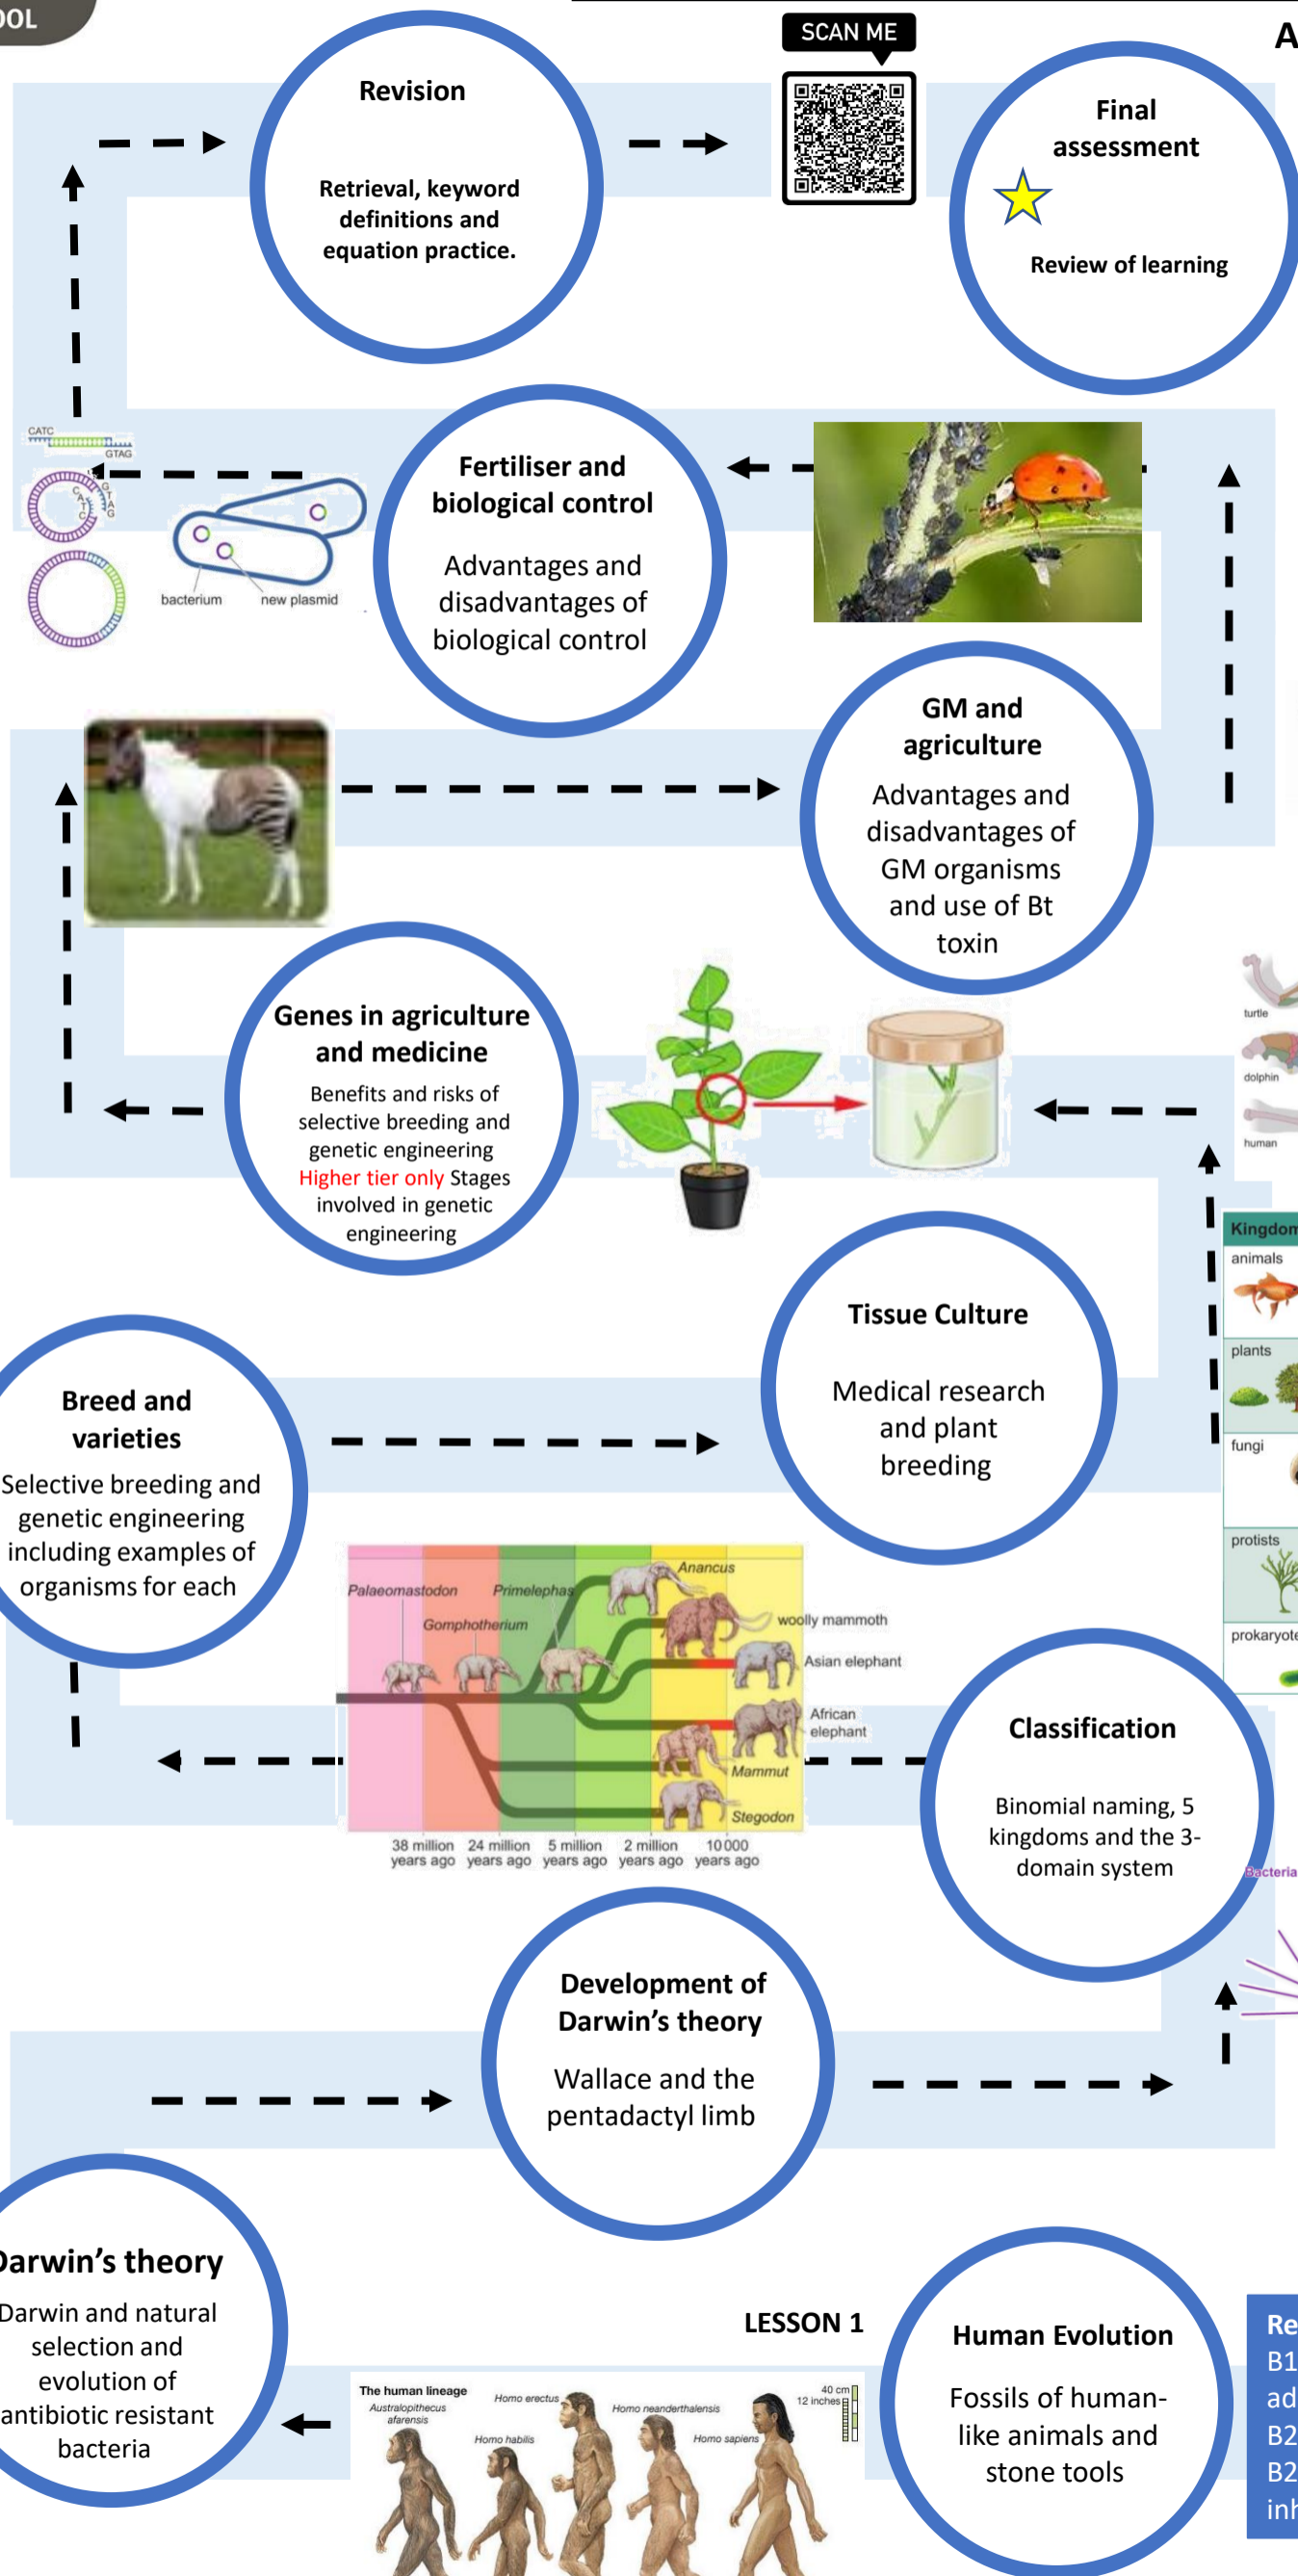 OOL
SCAN ME
A
Revision
Retrieval, keyword
definitions and
equation practice.
Final
assessment
Review of learning
CATC
GTAG
CATC
GTAG
bacterium
new plasmid
Fertiliser and
biological control
Advantages and
disadvantages of
biological control
GM and
agriculture
Advantages and
disadvantages of
GM organisms
and use of Bt
toxin
Genes in agriculture
and medicine
Benefits and risks of
selective breeding and
genetic engineering
Higher tier only Stages
involved in genetic
engineering
turtle
dolphin
human
Tissue Culture
Medical research
and plant
breeding
Kingdom
animals
plants
fungi
protists
prokaryote
Breed and
varieties
Selective breeding and
genetic engineering
including examples of
organisms for each
Palaeomastodon
Primelephas
Anancus
Gomphotherium
woolly mammoth
Asian elephant
African
elephant
Mammut
Stegodon
38 million 24 million 5 million 2 million 10 000
years ago years ago years ago years ago years ago
Classification
Binomial naming, 5
kingdoms and the 3-
domain system
Bacteria
Development of
Darwin's theory
Wallace and the
pentadactyl limb
Darwin's theory
Darwin and natural
selection and
evolution of
antibiotic resistant
bacteria
LESSON 1
Human Evolution
Fossils of human-
like animals and
stone tools
The human lineage
Australopithecus
afarensis
Homo habilis
Homo erectus
Homo neanderthalensis
Homo sapiens
40 cm
12 inches
Re
B1
ad
B2
B2
inh